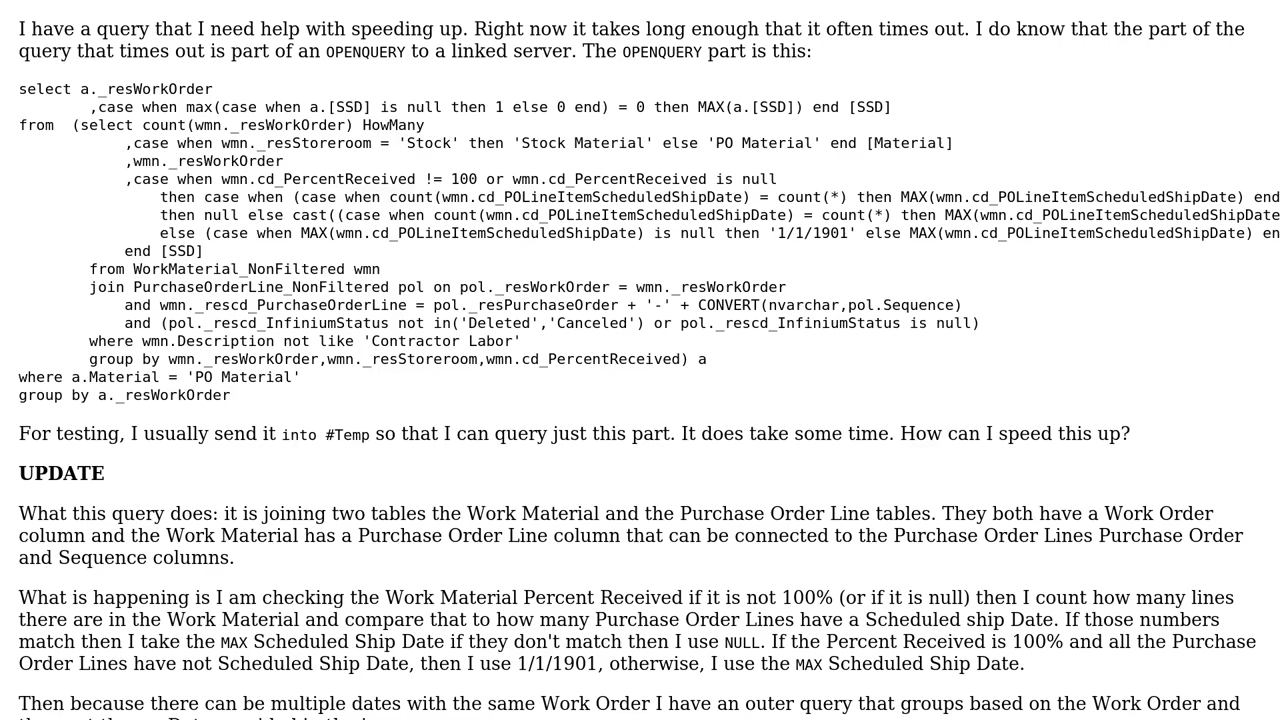 I have a query that I need help with speeding up. Right now it takes long enough that it often times out. I do know that the part of the
query that times out is part of an OPENQUERY to a linked server. The OPENQUERY part is this:
select a._resWorkOrder
        ,case when max(case when a.[SSD] is null then 1 else 0 end) = 0 then MAX(a.[SSD]) end [SSD]
from  (select count(wmn._resWorkOrder) HowMany
            ,case when wmn._resStoreroom = 'Stock' then 'Stock Material' else 'PO Material' end [Material]
            ,wmn._resWorkOrder
            ,case when wmn.cd_PercentReceived != 100 or wmn.cd_PercentReceived is null
                then case when (case when count(wmn.cd_POLineItemScheduledShipDate) = count(*) then MAX(wmn.cd_POLineItemScheduledShipDate) end
                then null else cast((case when count(wmn.cd_POLineItemScheduledShipDate) = count(*) then MAX(wmn.cd_POLineItemScheduledShipDate
                else (case when MAX(wmn.cd_POLineItemScheduledShipDate) is null then '1/1/1901' else MAX(wmn.cd_POLineItemScheduledShipDate) en
            end [SSD]
        from WorkMaterial_NonFiltered wmn
        join PurchaseOrderLine_NonFiltered pol on pol._resWorkOrder = wmn._resWorkOrder
            and wmn._rescd_PurchaseOrderLine = pol._resPurchaseOrder + '-' + CONVERT(nvarchar,pol.Sequence)
            and (pol._rescd_InfiniumStatus not in('Deleted','Canceled') or pol._rescd_InfiniumStatus is null)
        where wmn.Description not like 'Contractor Labor'
        group by wmn._resWorkOrder,wmn._resStoreroom,wmn.cd_PercentReceived) a
where a.Material = 'PO Material'
group by a._resWorkOrder
For testing, I usually send it into #Temp so that I can query just this part. It does take some time. How can I speed this up?
UPDATE
What this query does: it is joining two tables the Work Material and the Purchase Order Line tables. They both have a Work Order
column and the Work Material has a Purchase Order Line column that can be connected to the Purchase Order Lines Purchase Order
and Sequence columns.
What is happening is I am checking the Work Material Percent Received if it is not 100% (or if it is null) then I count how many lines
there are in the Work Material and compare that to how many Purchase Order Lines have a Scheduled ship Date. If those numbers
match then I take the MAX Scheduled Ship Date if they don't match then I use NULL. If the Percent Received is 100% and all the Purchase
Order Lines have not Scheduled Ship Date, then I use 1/1/1901, otherwise, I use the MAX Scheduled Ship Date.
Then because there can be multiple dates with the same Work Order I have an outer query that groups based on the Work Order and